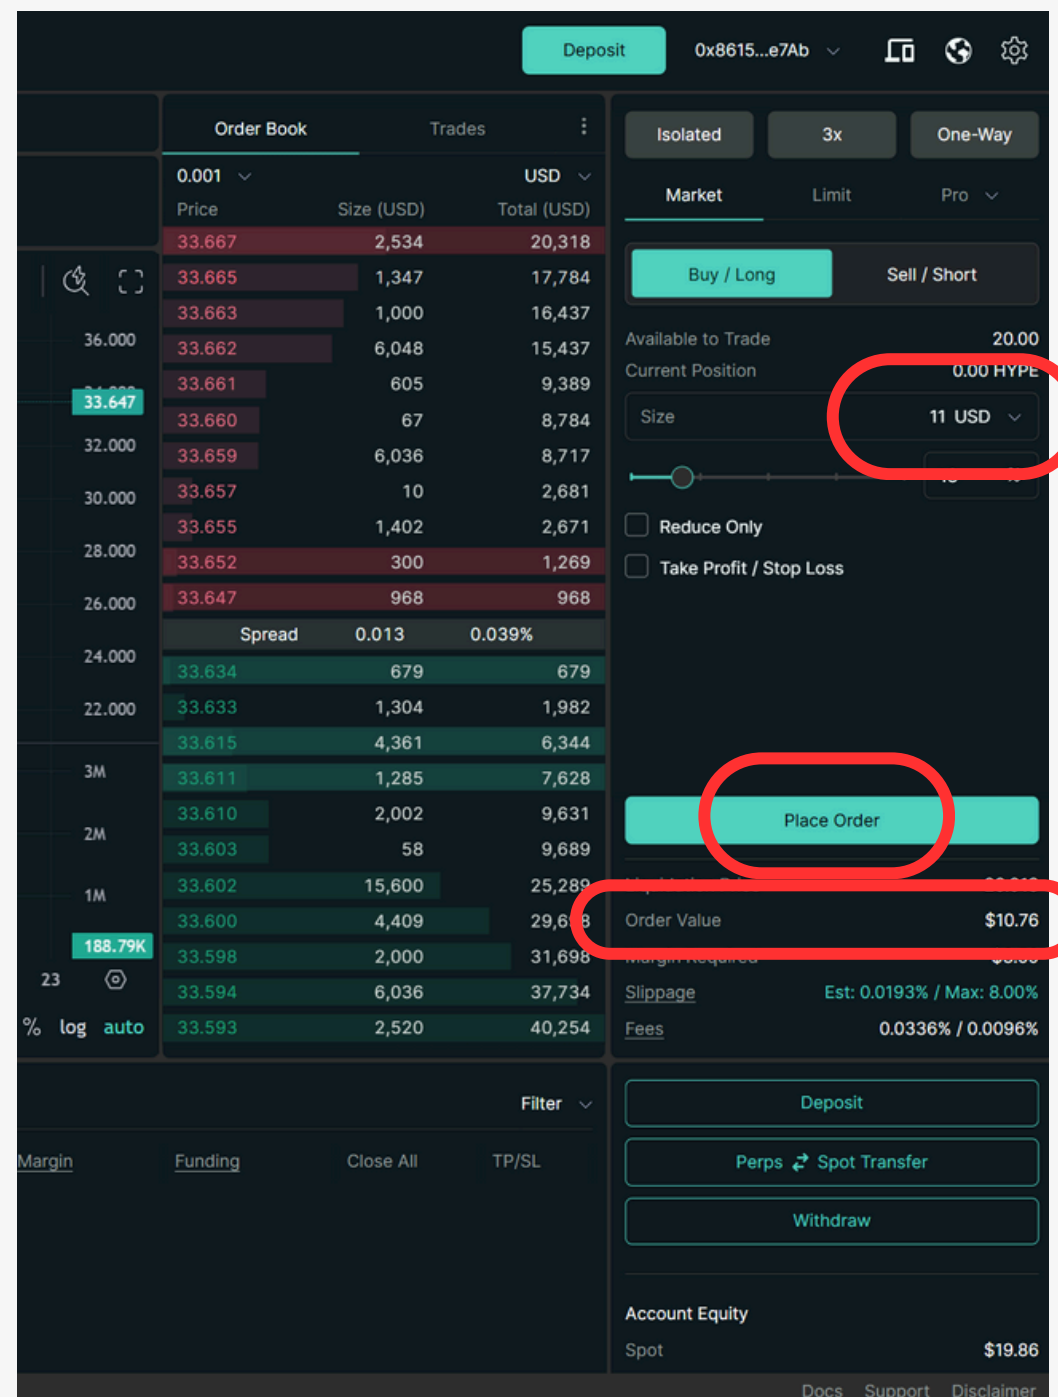 Deposit 0x8615...e7Ab
Order Book Trades
0.001 USD
Price Size (USD) Total (USD)
33.667 2,534 20,318
33.665 1,347 17,784
33.663 1,000 16,437
33.662 6,048 15,437
33.661 605 9,389
33.660 67 8,784
33.659 6,036 8,717
33.657 10 2,681
33.655 1,402 2,671
33.652 300 1,269
33.647 968 968
Spread 0.013 0.039%
33.634 679 679
33.633 1,304 1,982
33.615 4,361 6,344
33.611 1,285 7,628
33.610 2,002 9,631
33.603 58 9,689
33.602 15,600 25,289
33.600 4,409
33.598 2,000 31,698
33.594 6,036 37,734
33.593 2,520 40,254
36.000
33.647
32.000
30.000
28.000
26.000
24.000
22.000
3M
2M
1M
188.79K
23
% log auto
Isolated 3x One-Way
Market Limit Pro
Buy / Long Sell / Short
Available to Trade 20.00
Current Position 0.00 HYPE
Size 11 USD
%
Reduce Only
Take Profit / Stop Loss
Place Order
Order Value $10.76
Margin Required
Slippage Est: 0.0193% / Max: 8.00%
Fees 0.0336% / 0.0096%
Filter
Margin Funding Close All TP/SL
Deposit
Perps Spot Transfer
Withdraw
Account Equity
Spot $19.86
Docs Support Disclaimer